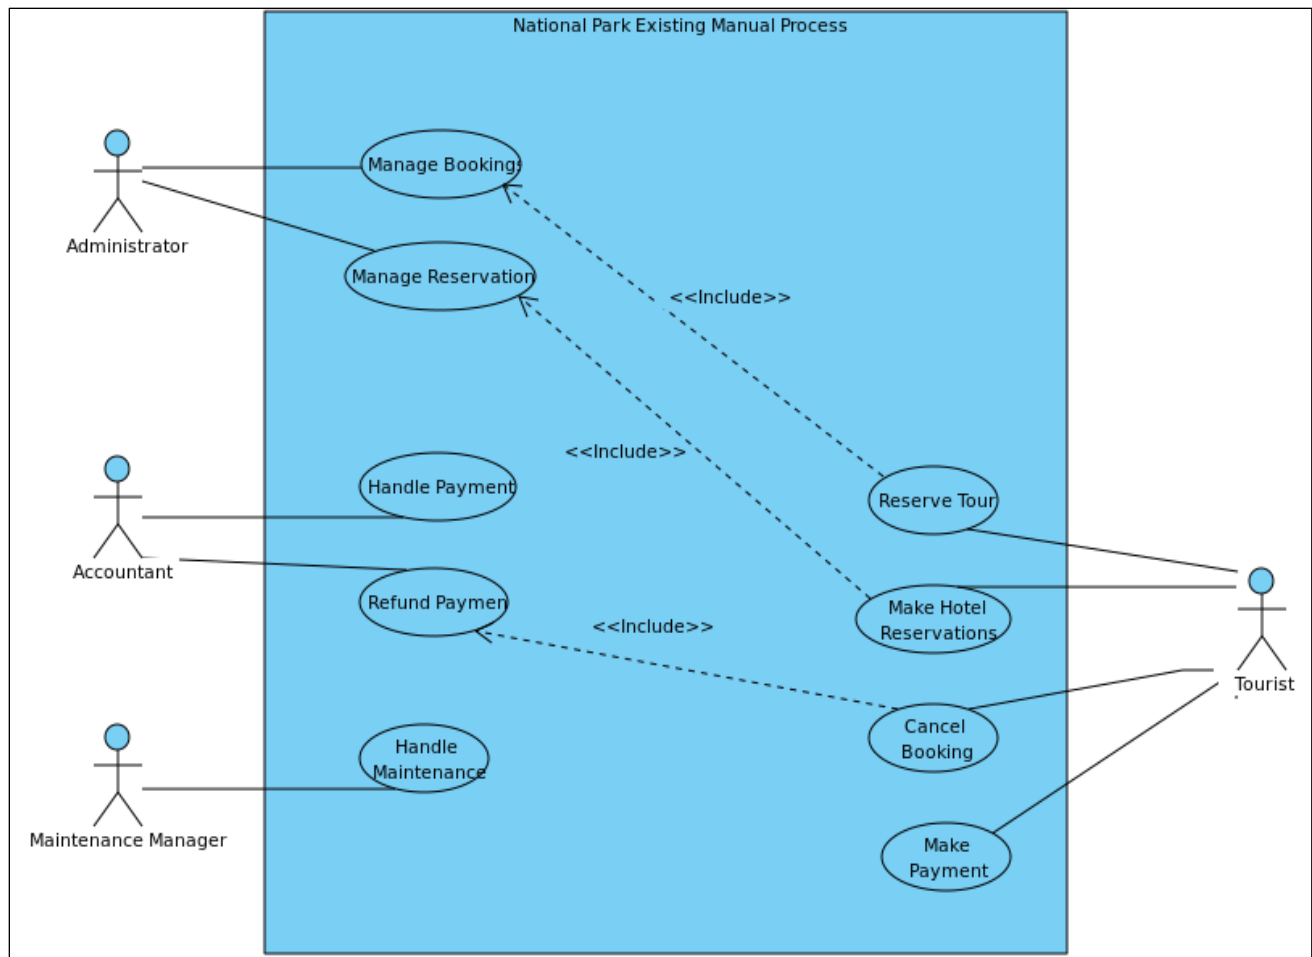 National Park Existing Manual Process
Manage Bookings
Administrator
Manage Reservation
<<Include>>
<<Include>>
Handle Payment
Reserve Tour
Accountant
Refund Paymen
Make Hotel
Reservations
<<Include>>
Tourist
Cancel
Booking
Handle
Maintenance
Maintenance Manager
Make
Payment